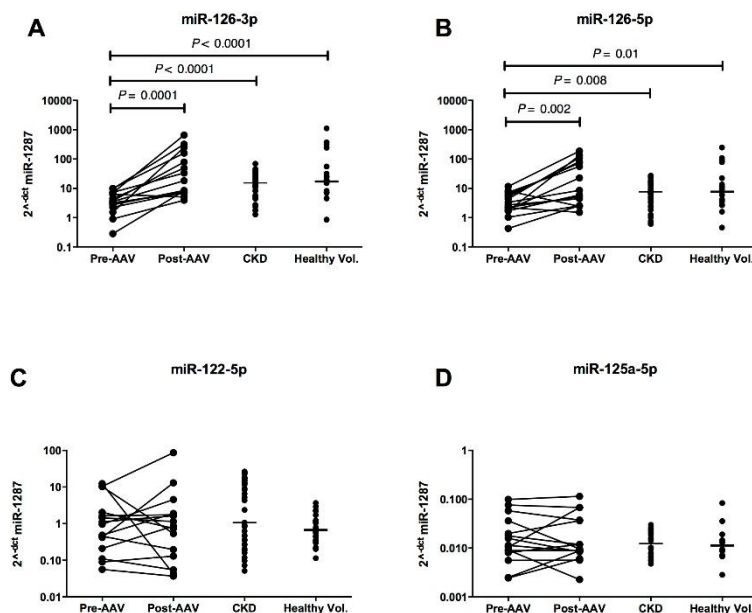 A
miR-126-3p
P < 0.0001
P < 0.0001
P = 0.0001
10000
1000
100
10
1
0.1
2^-dct miR-1287
Pre-AAV Post-AAV CKD Healthy Vol.
B
miR-126-5p
P = 0.01
P = 0.008
P = 0.002
10000
1000
100
10
1
0.1
2^-dct miR-1287
Pre-AAV Post-AAV CKD Healthy Vol.
C
miR-122-5p
100
10
1
0.10
0.01
2^-dct miR-1287
Pre-AAV Post-AAV CKD Healthy Vol.
D
miR-125a-5p
1
0.100
0.010
0.001
2^-dct miR-1287
Pre-AAV Post-AAV CKD Healthy Vol.